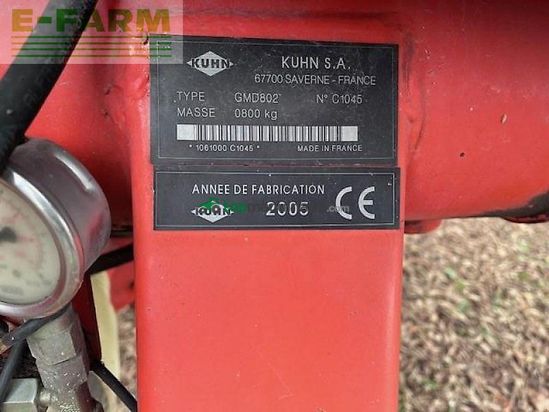 E-FARM
KUHN
KUHN S.A.
67700 SAVERNE - FRANCE
TYPE GMD802 N° C1045
MASSE 0800 kg
* 1061000 C1045 * MADE IN FRANCE
ANNEE DE FABRICATION
KUHN 2005 CE
.com